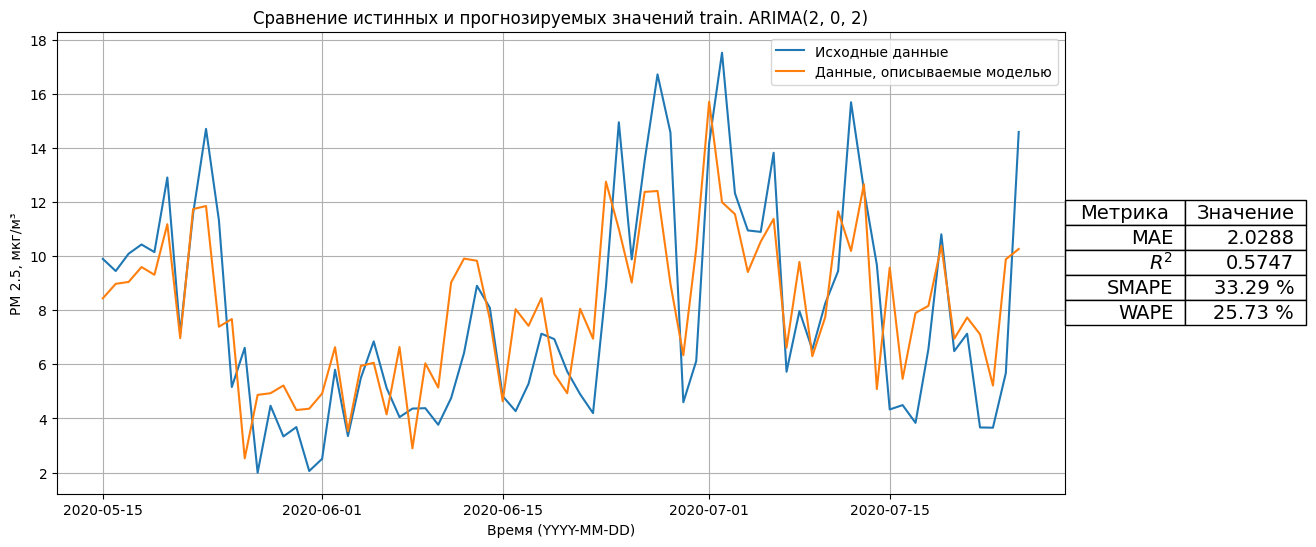 Сравнение истинных и прогнозируемых значений train. ARIMA(2, 0, 2)
18
16
14
12
10
8
6
4
2
PM 2.5, мкг/м³
Исходные данные
Данные, описываемые моделью
2020-05-15 2020-06-01 2020-06-15 2020-07-01 2020-07-15
Время (YYYY-MM-DD)
Метрика Значение
MAE 2.0288
R² 0.5747
SMAPE 33.29 %
WAPE 25.73 %